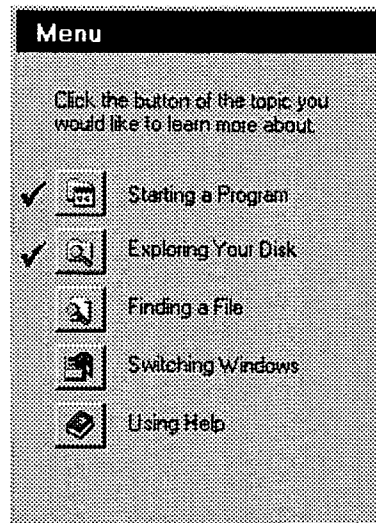 Menu
Click the button of the topic you
would like to learn more about.
Starting a Program
Exploring Your Disk
Finding a File
Switching Windows
Using Help